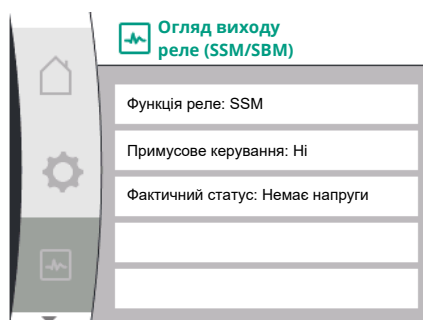 Огляд виходу
реле (SSM/SBM)
Функція реле: SSM
Примусове керування: Ні
Фактичний статус: Немає напруги